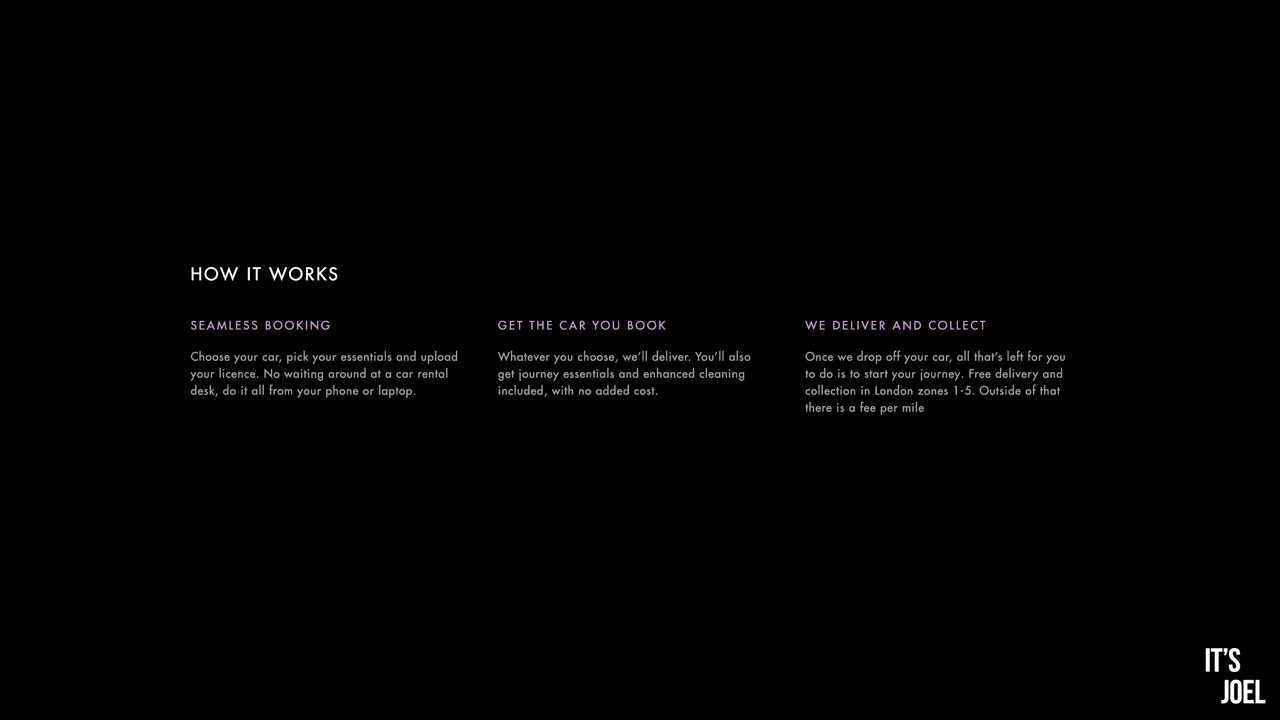 HOW IT WORKS
SEAMLESS BOOKING
Choose your car, pick your essentials and upload
your licence. No waiting around at a car rental
desk, do it all from your phone or laptop.
GET THE CAR YOU BOOK
Whatever you choose, we'll deliver. You'll also
get journey essentials and enhanced cleaning
included, with no added cost.
WE DELIVER AND COLLECT
Once we drop off your car, all that's left for you
to do is to start your journey. Free delivery and
collection in London zones 1-5. Outside of that
there is a fee per mile
IT'S
JOEL